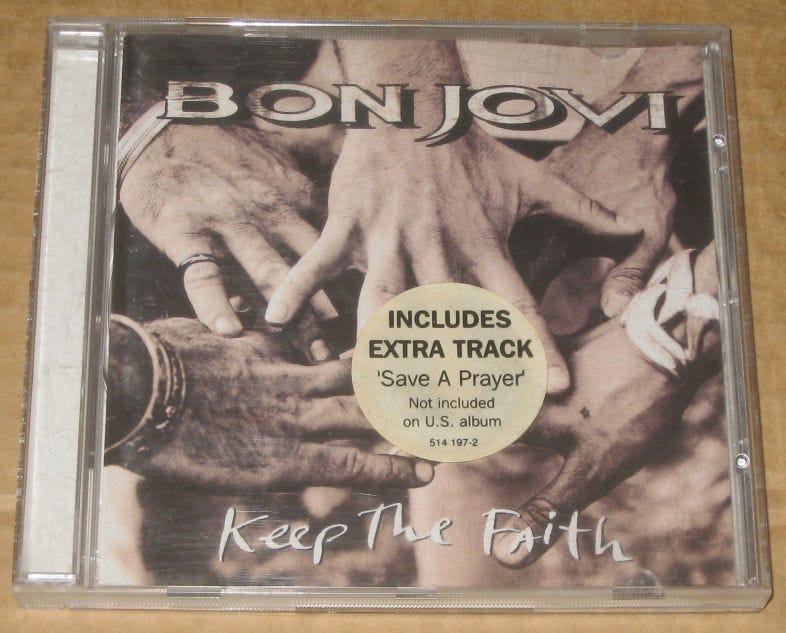 BON JOVI
INCLUDES
EXTRA TRACK
'Save A Prayer'
Not included
on U.S. album
514 197-2
Keep The Faith